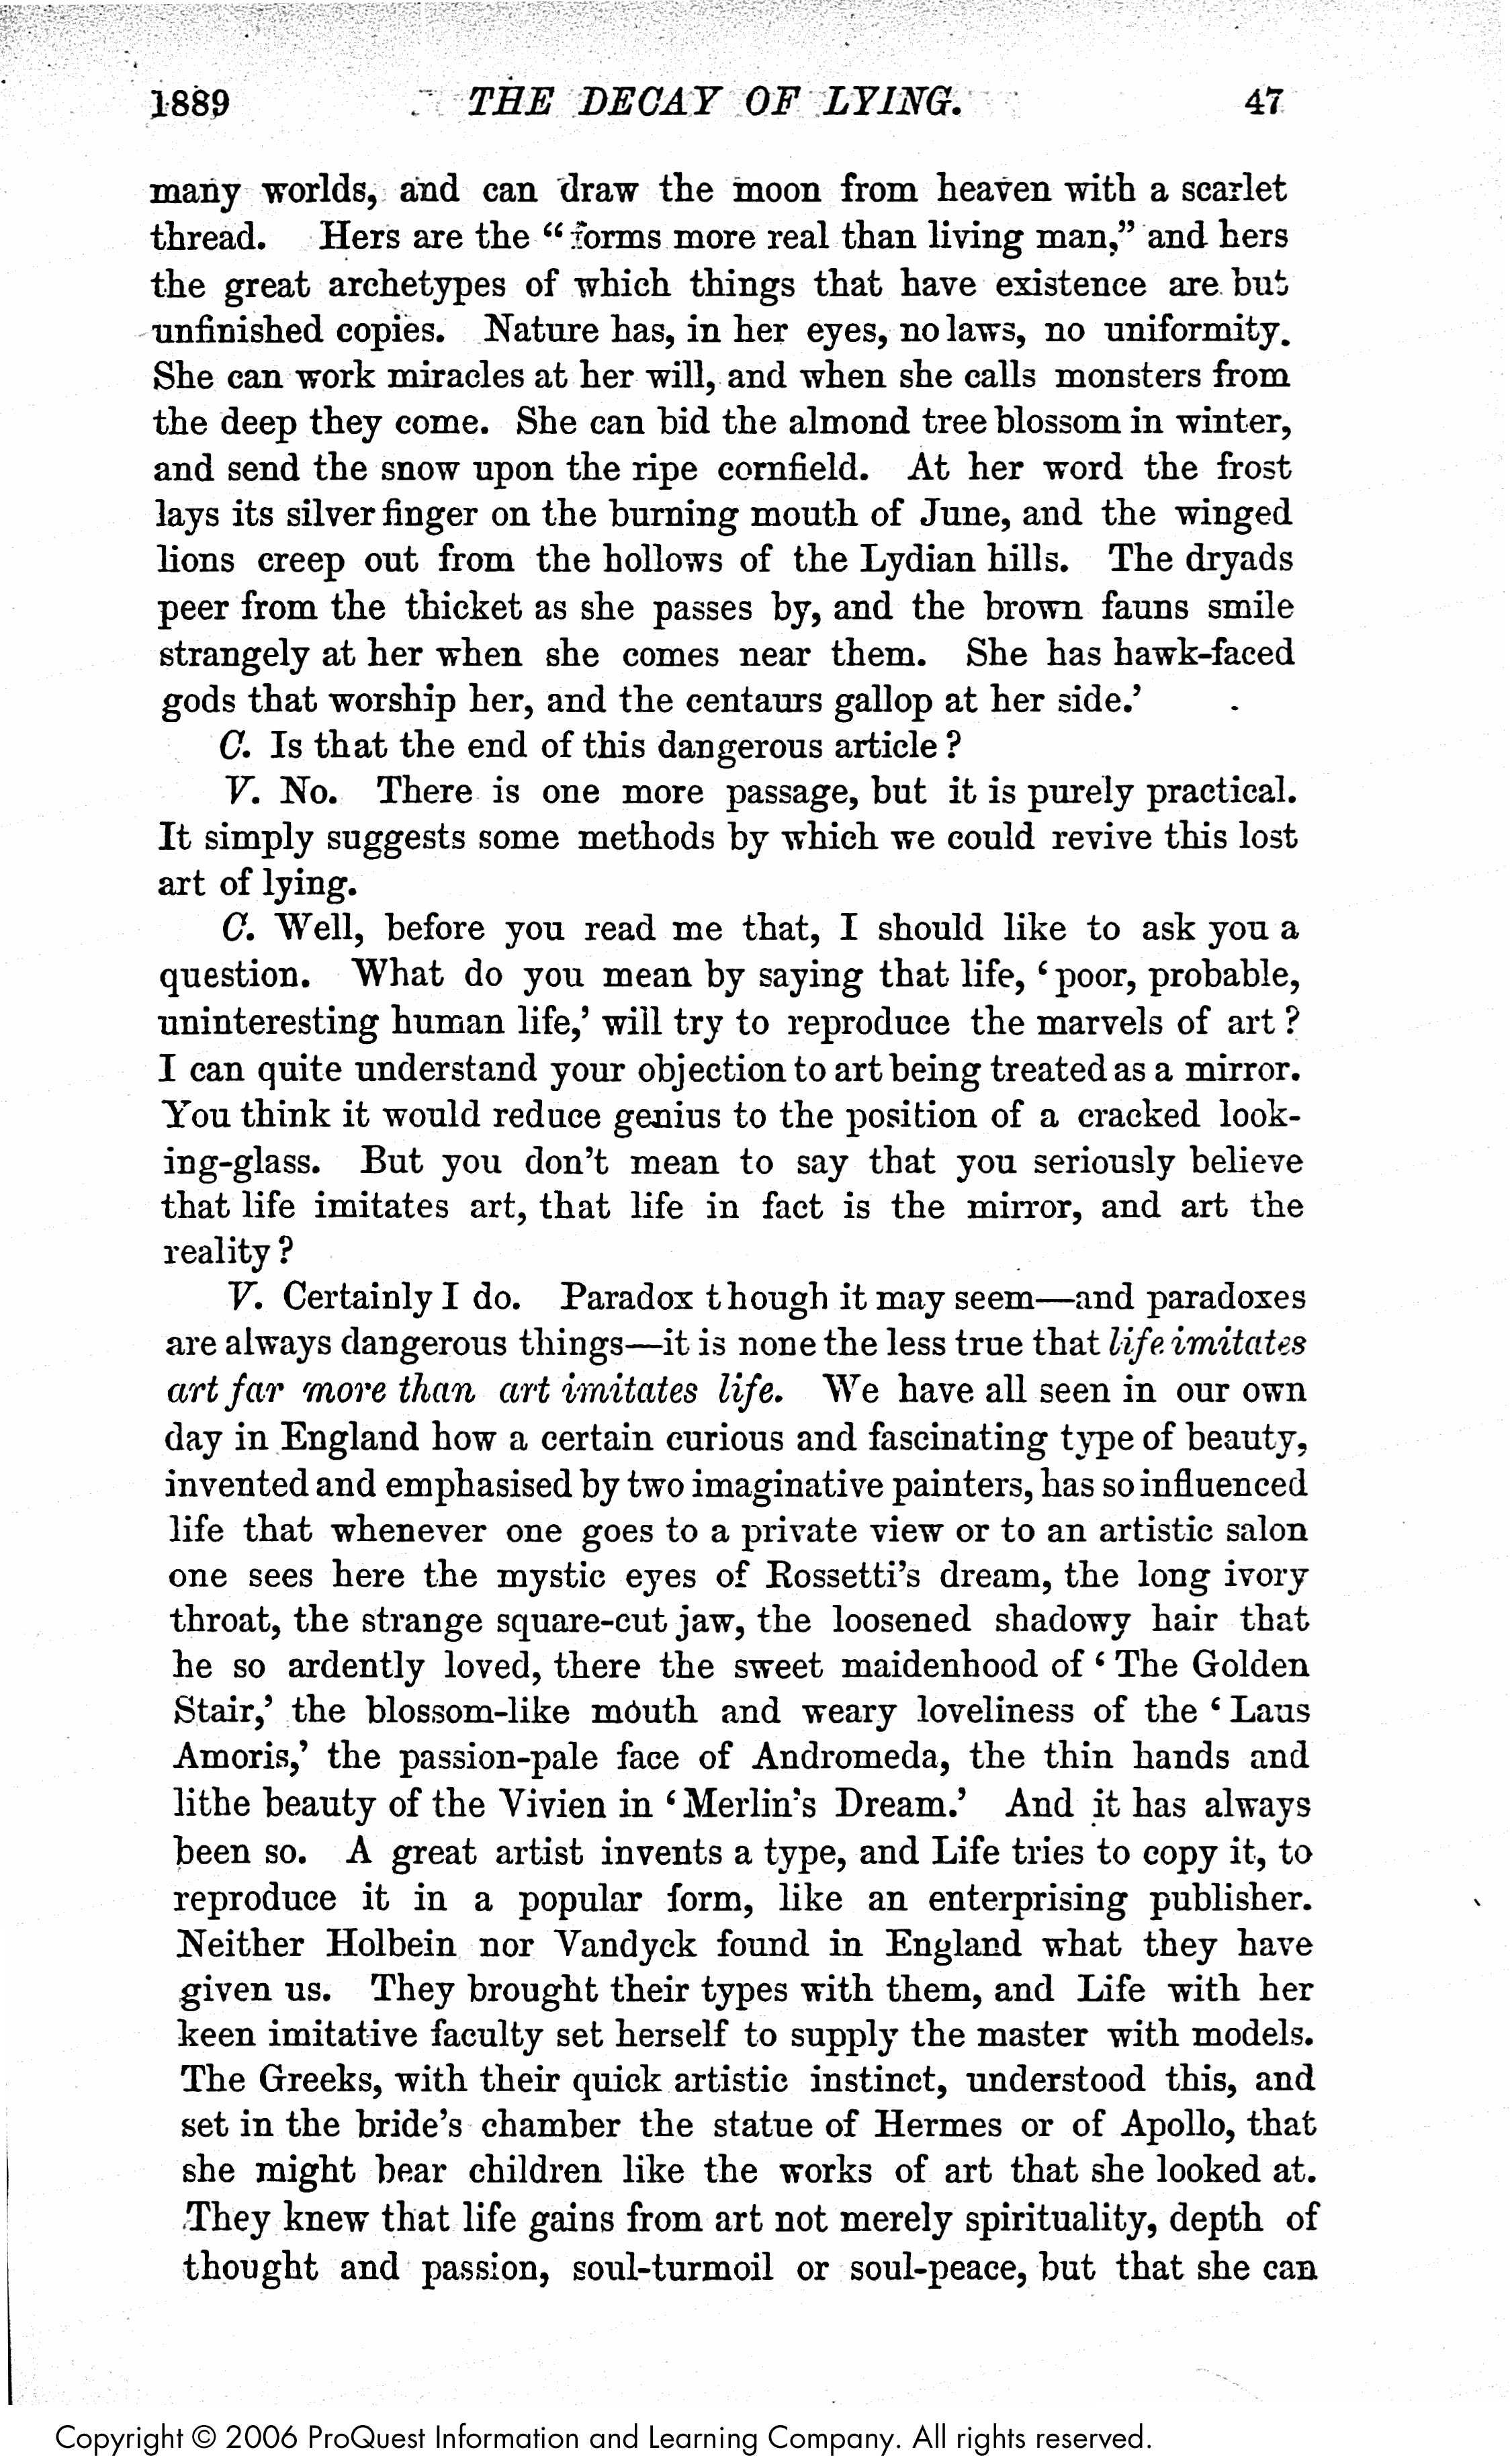 1889 THE DECAY OF LYING. 47
many worlds, and can draw the moon from heaven with a scarlet
thread. Hers are the “forms more real than living man,” and hers
the great archetypes of which things that have existence are but
unfinished copies. Nature has, in her eyes, no laws, no uniformity.
She can work miracles at her will, and when she calls monsters from
the deep they come. She can bid the almond tree blossom in winter,
and send the snow upon the ripe cornfield. At her word the frost
lays its silver finger on the burning mouth of June, and the winged
lions creep out from the hollows of the Lydian hills. The dryads
peer from the thicket as she passes by, and the brown fauns smile
strangely at her when she comes near them. She has hawk-faced
gods that worship her, and the centaurs gallop at her side.’
C. Is that the end of this dangerous article?
V. No. There is one more passage, but it is purely practical.
It simply suggests some methods by which we could revive this lost
art of lying.
C. Well, before you read me that, I should like to ask you a
question. What do you mean by saying that life, ‘poor, probable,
uninteresting human life,’ will try to reproduce the marvels of art?
I can quite understand your objection to art being treated as a mirror.
You think it would reduce genius to the position of a cracked look-
ing-glass. But you don’t mean to say that you seriously believe
that life imitates art, that life in fact is the mirror, and art the
reality?
V. Certainly I do. Paradox though it may seem—and paradoxes
are always dangerous things—it is none the less true that life imitates
art far more than art imitates life. We have all seen in our own
day in England how a certain curious and fascinating type of beauty,
invented and emphasised by two imaginative painters, has so influenced
life that whenever one goes to a private view or to an artistic salon
one sees here the mystic eyes of Rossetti’s dream, the long ivory
throat, the strange square-cut jaw, the loosened shadowy hair that
he so ardently loved, there the sweet maidenhood of ‘The Golden
Stair,’ the blossom-like mouth and weary loveliness of the ‘Laus
Amoris,’ the passion-pale face of Andromeda, the thin hands and
lithe beauty of the Vivien in ‘Merlin’s Dream.’ And it has always
been so. A great artist invents a type, and Life tries to copy it, to
reproduce it in a popular form, like an enterprising publisher.
Neither Holbein nor Vandyck found in England what they have
given us. They brought their types with them, and Life with her
keen imitative faculty set herself to supply the master with models.
The Greeks, with their quick artistic instinct, understood this, and
set in the bride’s chamber the statue of Hermes or of Apollo, that
she might bear children like the works of art that she looked at.
They knew that life gains from art not merely spirituality, depth of
thought and passion, soul-turmoil or soul-peace, but that she can
Copyright © 2006 ProQuest Information and Learning Company. All rights reserved.